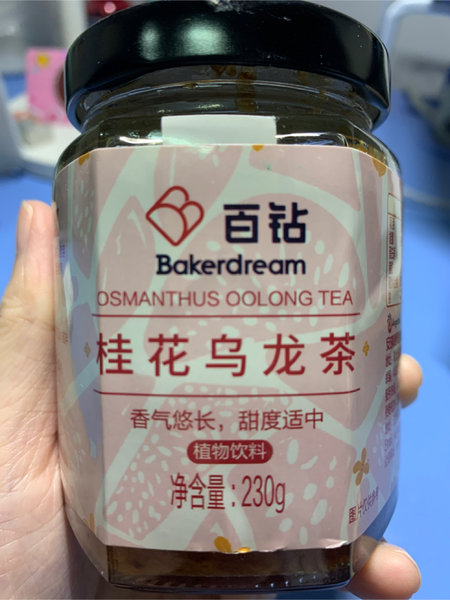 百钻
Bakerdream
OSMANTHUS OOLONG TEA
桂花乌龙茶
香气悠长，甜度适中
植物饮料
净含量：230g